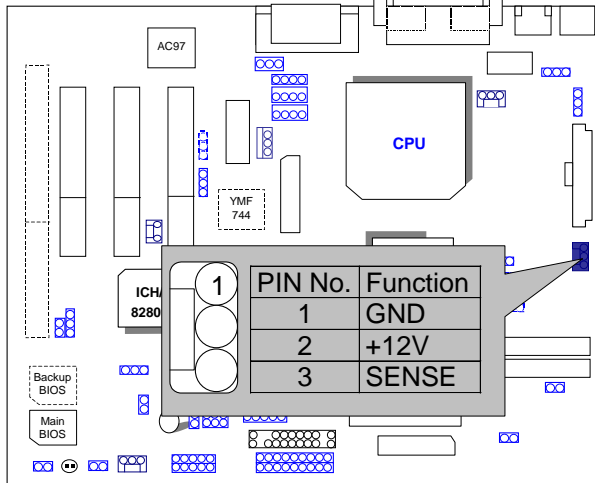 AC97
CPU
YMF
744
ICH/
8280
1
PIN No. Function
1 GND
2 +12V
3 SENSE
Backup
BIOS
Main
BIOS